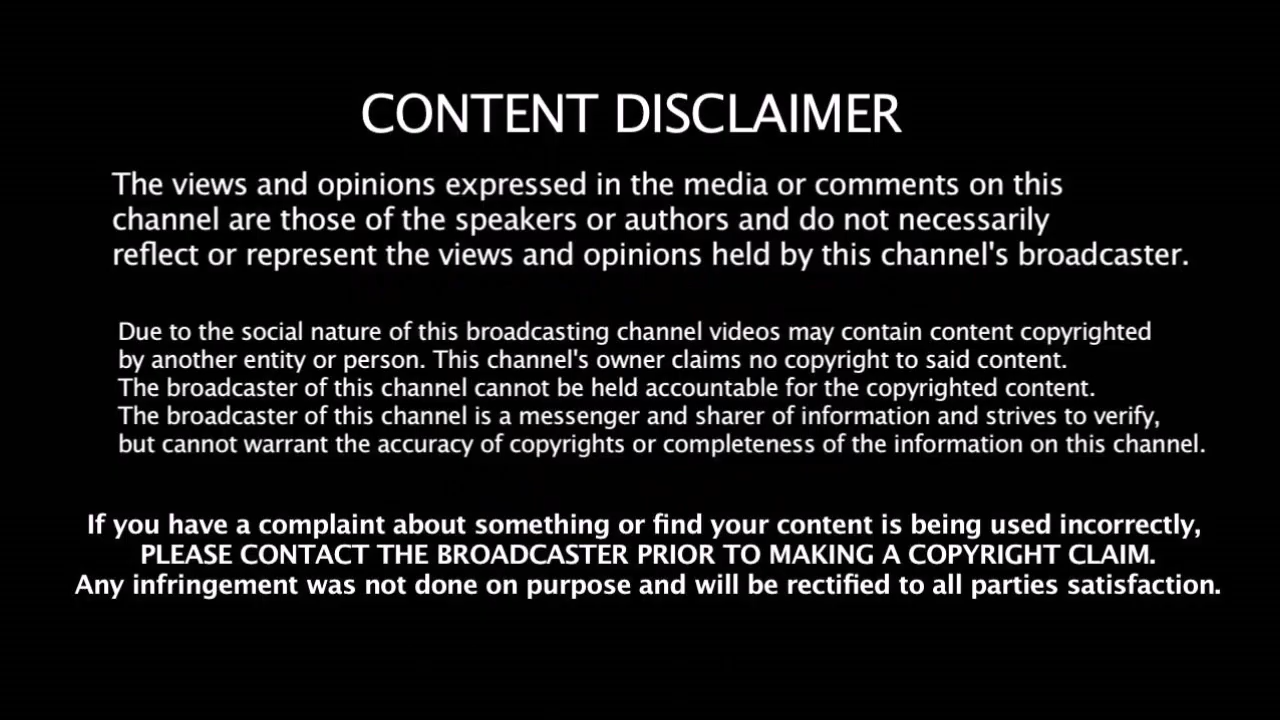 CONTENT DISCLAIMER
The views and opinions expressed in the media or comments on this
channel are those of the speakers or authors and do not necessarily
reflect or represent the views and opinions held by this channel's broadcaster.
Due to the social nature of this broadcasting channel videos may contain content copyrighted
by another entity or person. This channel's owner claims no copyright to said content.
The broadcaster of this channel cannot be held accountable for the copyrighted content.
The broadcaster of this channel is a messenger and sharer of information and strives to verify,
but cannot warrant the accuracy of copyrights or completeness of the information on this channel.
If you have a complaint about something or find your content is being used incorrectly,
PLEASE CONTACT THE BROADCASTER PRIOR TO MAKING A COPYRIGHT CLAIM.
Any infringement was not done on purpose and will be rectified to all parties satisfaction.